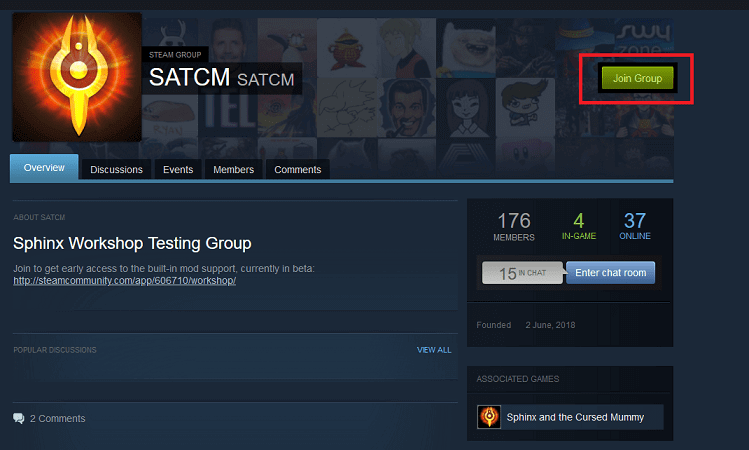 STEAM GROUP
SATCM SATCM
Join Group
Overview
Discussions
Events
Members
Comments
ABOUT SATCM
Sphinx Workshop Testing Group
Join to get early access to the built-in mod support, currently in beta:
http://steamcommunity.com/app/606710/workshop/
176
MEMBERS
4
IN-GAME
37
ONLINE
15 IN CHAT
Enter chat room
Founded 2 June, 2018
POPULAR DISCUSSIONS
VIEW ALL
ASSOCIATED GAMES
Sphinx and the Cursed Mummy
2 Comments